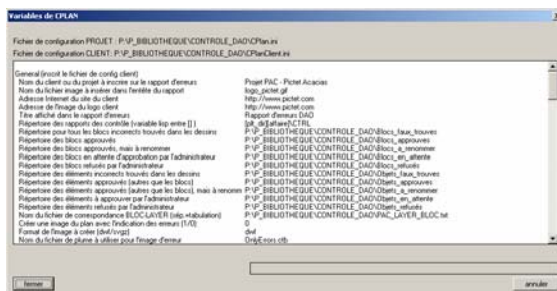 Variables de CPLAN
Fichier de configuration PROJET : P:\P_BIBLIOTHEQUE\CONTROLE_DAO\CPlan.ini
Fichier de configuration CLIENT: P:\P_BIBLIOTHEQUE\CONTROLE_DAO\CPlanClient.ini
General (inscrit le fichier de config client)
Nom du client ou du projet à inscrire sur le rapport d'erreurs Projet PAC - Pictet Acacias
Nom du fichier image à insérer dans l'entête du rapport logo_pictet.gif
Adresse Internet du site du client http://www.pictet.com
Adresse de l'image du logo client http://www.pictet.com
Titre affiché dans le rapport d'erreurs Rapport d'erreurs DAO
Répertoire des rapports des contrôle (variable lisp entre [] ) [plt_dir][affaire]\CTRL
Répertoire pour tous les blocs incorrects trouvés dans les dessins P:\P_BIBLIOTHEQUE\CONTROLE_DAO\Blocs_faux_trouves
Répertoire des blocs approuvés P:\P_BIBLIOTHEQUE\CONTROLE_DAO\Blocs_approuves
Répertoire des blocs approuvés, mais à renommer P:\P_BIBLIOTHEQUE\CONTROLE_DAO\Blocs_a_renommer
Répertoire des blocs en attente d'approbation par l'administrateur P:\P_BIBLIOTHEQUE\CONTROLE_DAO\Blocs_en_attente
Répertoire des blocs refusés par l'administrateur P:\P_BIBLIOTHEQUE\CONTROLE_DAO\Blocs_refusés
Répertoire des éléments incorrects trouvés dans les dessins P:\P_BIBLIOTHEQUE\CONTROLE_DAO\Objets_faux_trouves
Répertoire des éléments approuvés (autres que les blocs) P:\P_BIBLIOTHEQUE\CONTROLE_DAO\Objets_approuves
Répertoire des éléments approuvés (autres que les blocs), mais à renommer P:\P_BIBLIOTHEQUE\CONTROLE_DAO\Objets_a_renommer
Répertoire des éléments à approuver par l'administrateur P:\P_BIBLIOTHEQUE\CONTROLE_DAO\Objets_en_attente
Répertoire des éléments refusés par l'administrateur P:\P_BIBLIOTHEQUE\CONTROLE_DAO\Objets_refusés
Nom du fichier de correspondance BLOC-LAYER (sép.=tabulation) P:\P_BIBLIOTHEQUE\CONTROLE_DAO\PAC_LAYER_BLOC.txt
Créer une image du plan avec l'indication des erreurs (1/0) 0
Format de l'image à créer (dwf/svgz) dwf
Nom du fichier de plume à utiliser pour l'image d'erreur OnlyErrors.ctb
fermer annuler